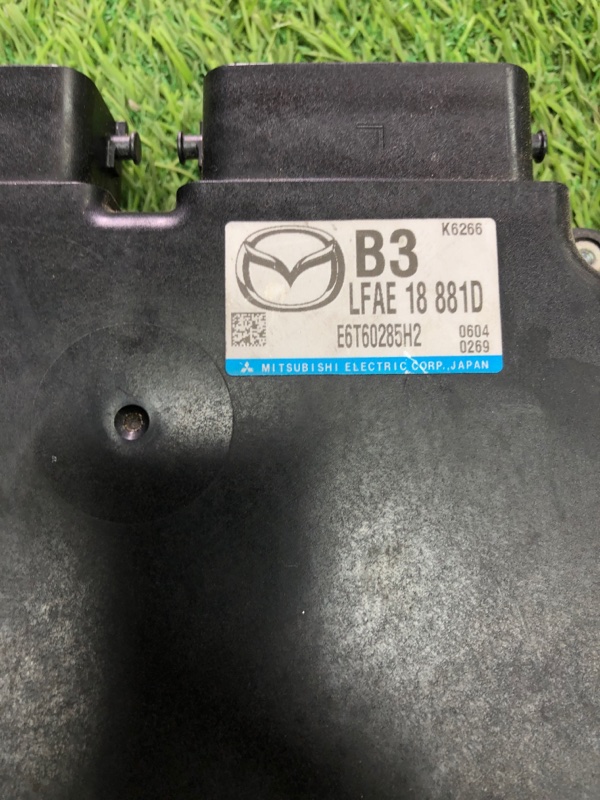 K6266
B3
LFAE 18 881D
E6T60285H2 0604
0269
MITSUBISHI ELECTRIC CORP.,JAPAN